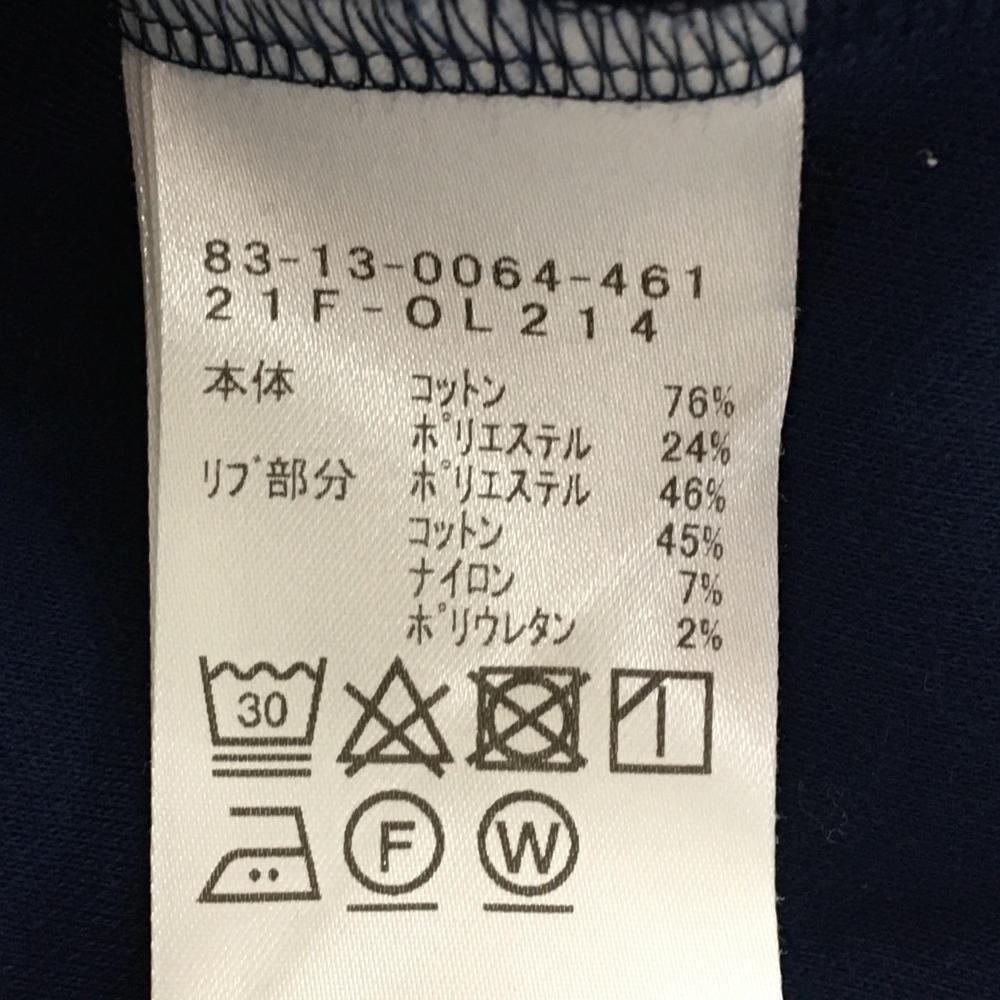 83-13-0064-461
21F-OL214
本体 コットン 76%
ポリエステル 24%
リブ部分 ポリエステル 46%
コットン 45%
ナイロン 7%
ポリウレタン 2%
30
F W